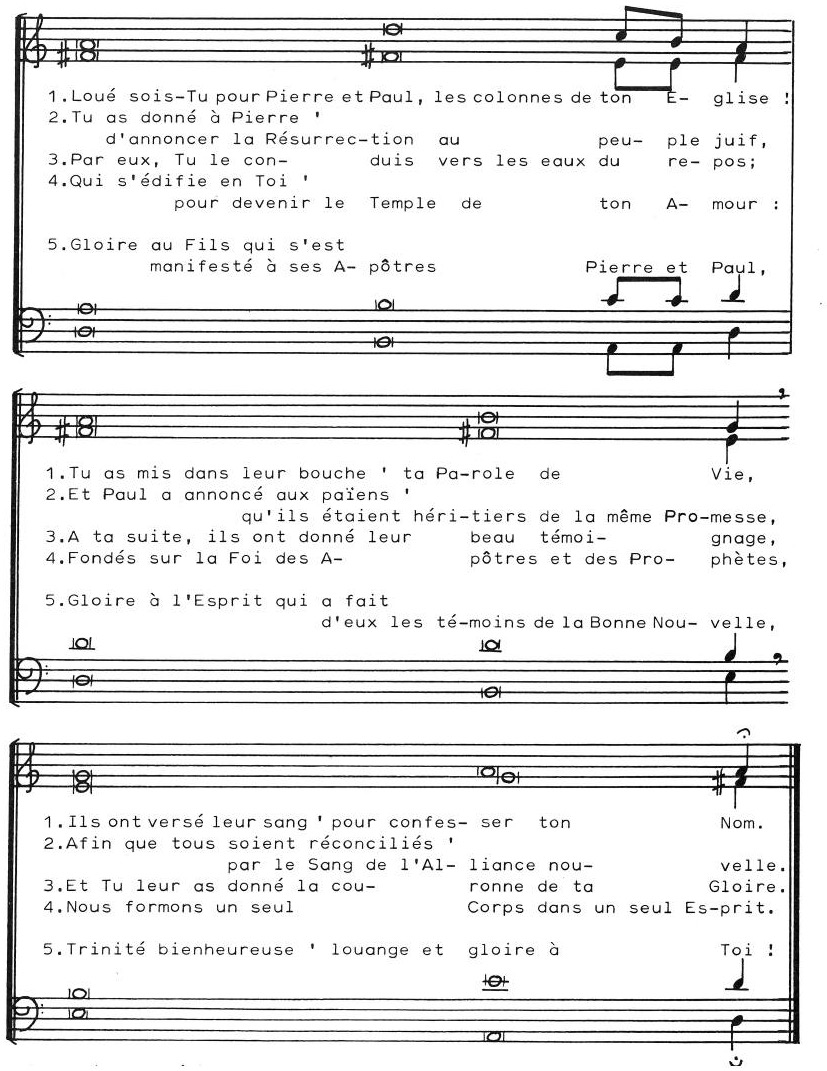 1.Loué sois-Tu pour Pierre et Paul, les colonnes de ton E- glise !
2.Tu as donné à Pierre '
d'annoncer la Résurrec-tion au peu- ple juif,
3.Par eux, Tu le con- duis vers les eaux du re- pos;
4.Qui s'édifie en Toi '
pour devenir le Temple de ton A- mour :
5.Gloire au Fils qui s'est
manifesté à ses A- pôtres Pierre et Paul,
1.Tu as mis dans leur bouche ' ta Pa-role de Vie,
2.Et Paul a annoncé aux païens '
qu'ils étaient héri-tiers de la même Pro-messe,
3.A ta suite, ils ont donné leur beau témoi- gnage,
4.Fondés sur la Foi des A- pôtres et des Pro- phètes,
5.Gloire à l'Esprit qui a fait
d'eux les té-moins de la Bonne Nou- velle,
1.Ils ont versé leur sang ' pour confes- ser ton Nom.
2.Afin que tous soient réconciliés '
par le Sang de l'Al- liance nou- velle.
3.Et Tu leur as donné la cou- ronne de ta Gloire.
4.Nous formons un seul Corps dans un seul Es-prit.
5.Trinité bienheureuse ' louange et gloire à Toi !